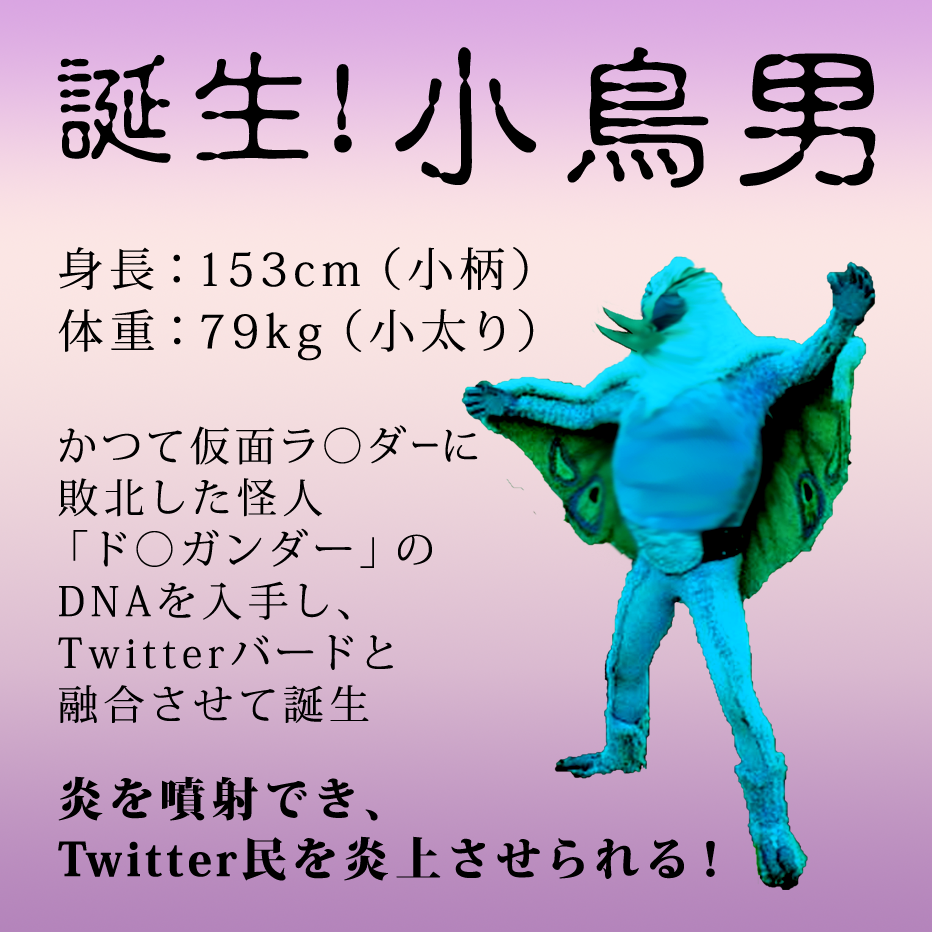 誕生！小鳥男
身長：153cm（小柄）
体重：79kg（小太り）
かつて仮面ラ〇ダーに
敗北した怪人
「ド〇ガンダー」の
DNAを入手し、
Twitterバードと
融合させて誕生
炎を噴射でき、
Twitter民を炎上させられる！